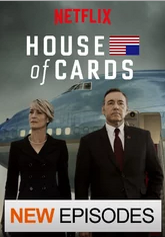 NETFLIX
HOUSE
of CARDS
NEW EPISODES